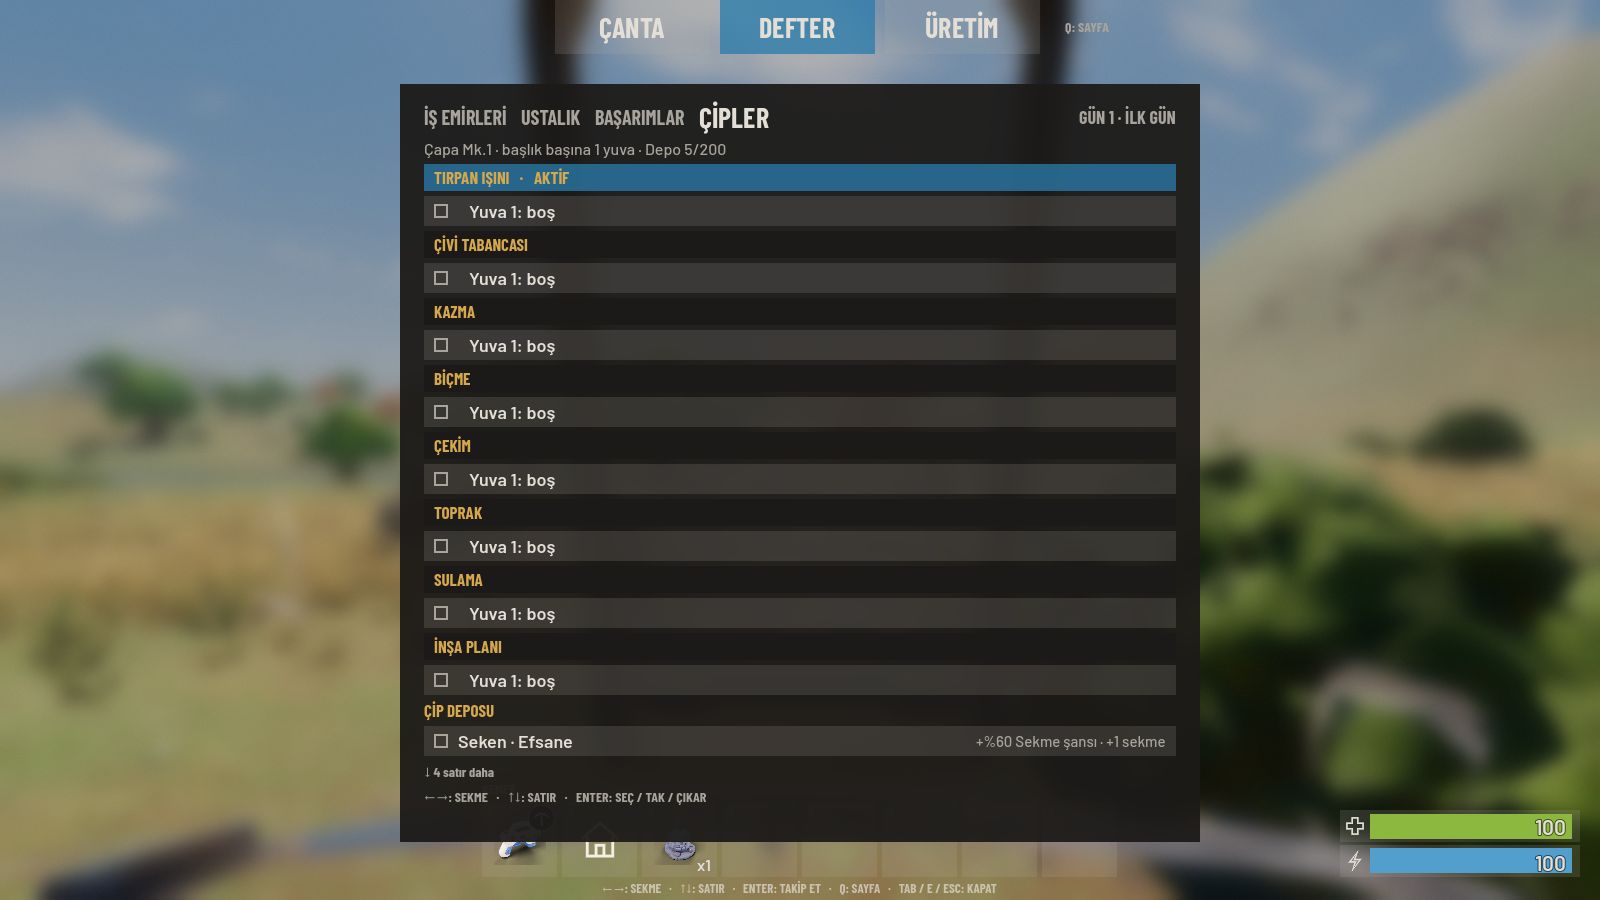 ÇANTA DEFTER ÜRETİM Q: SAYFA
İŞ EMİRLERİ USTALIK BAŞARIMLAR ÇİPLER GÜN 1 · İLK GÜN
Çapa Mk.1 · başlık başına 1 yuva · Depo 5/200
TIRPAN IŞINI · AKTİF
Yuva 1: boş
ÇİVİ TABANCASI
Yuva 1: boş
KAZMA
Yuva 1: boş
BİÇME
Yuva 1: boş
ÇEKİM
Yuva 1: boş
TOPRAK
Yuva 1: boş
SULAMA
Yuva 1: boş
İNŞA PLANI
Yuva 1: boş
ÇİP DEPOSU
Seken · Efsane +%60 Sekme şansı · +1 sekme
↓ 4 satır daha
←→: SEKME · ↑↓: SATIR · ENTER: SEÇ / TAK / ÇIKAR
100
x1
100
←→: SEKME · ↑↓: SATIR · ENTER: TAKİP ET · Q: SAYFA · TAB / E / ESC: KAPAT